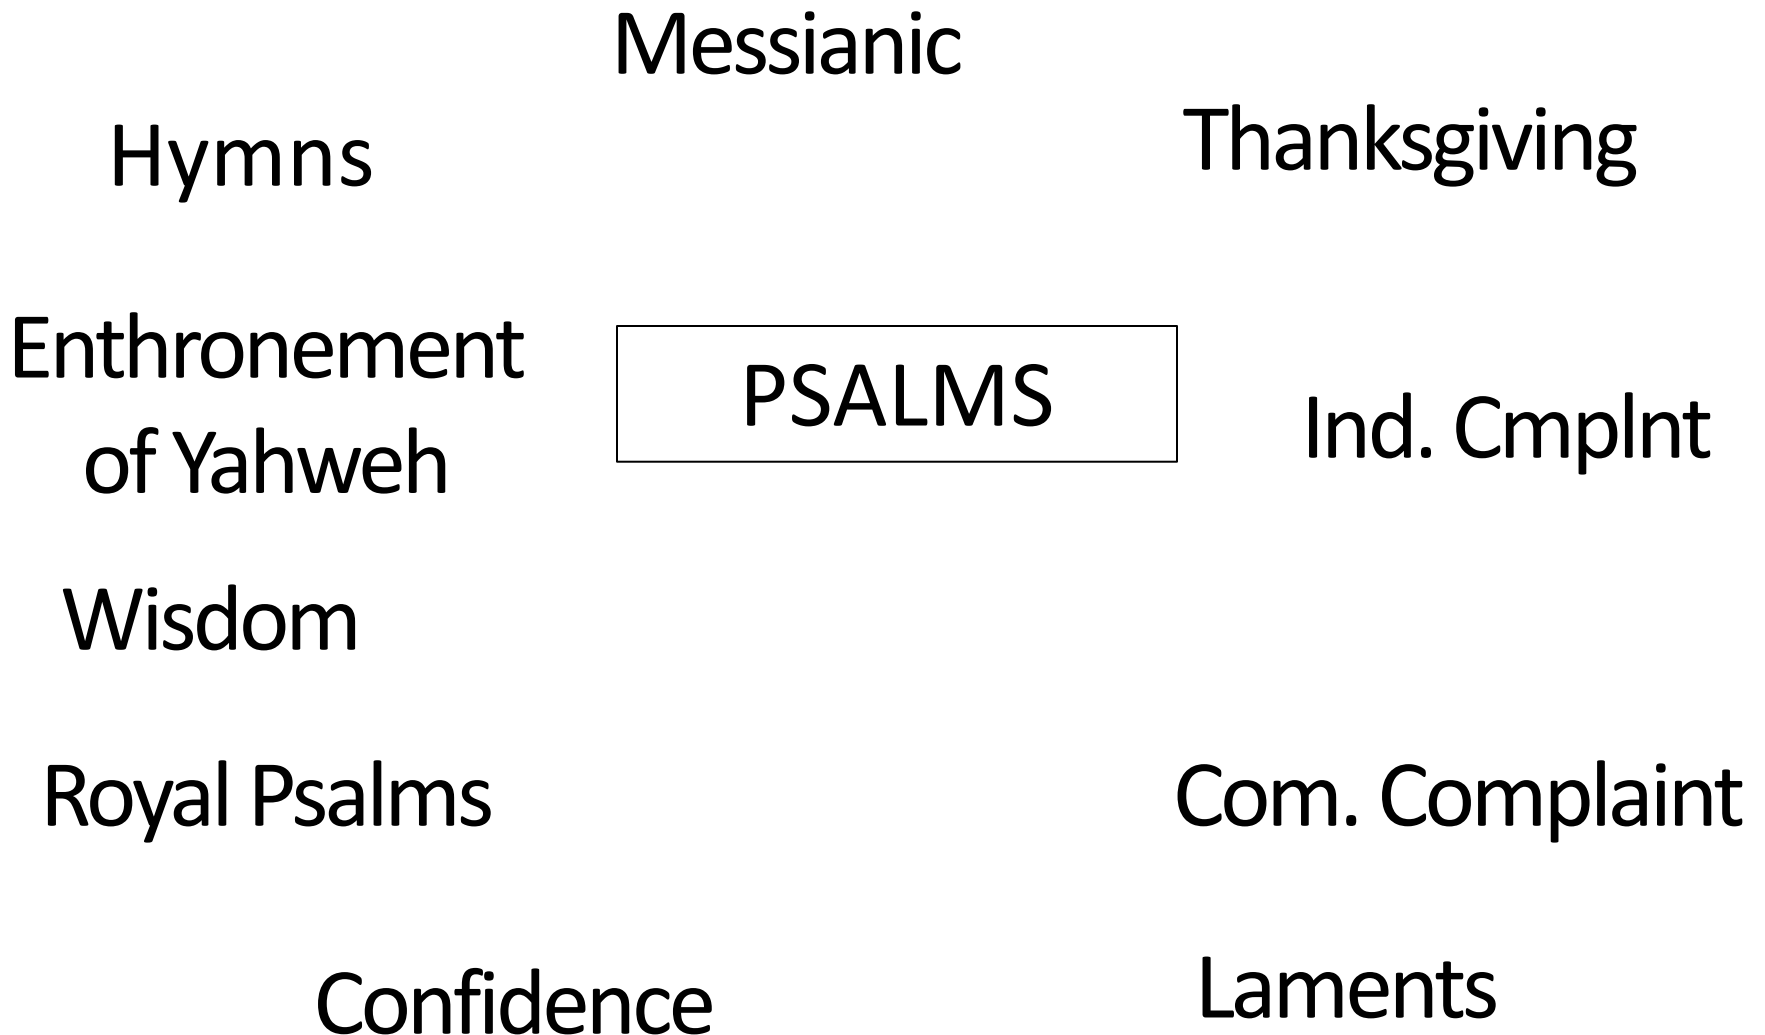 Messianic
Hymns
Thanksgiving
Enthronement
of Yahweh
PSALMS
Ind. Cmplnt
Wisdom
Royal Psalms
Com. Complaint
Confidence
Laments